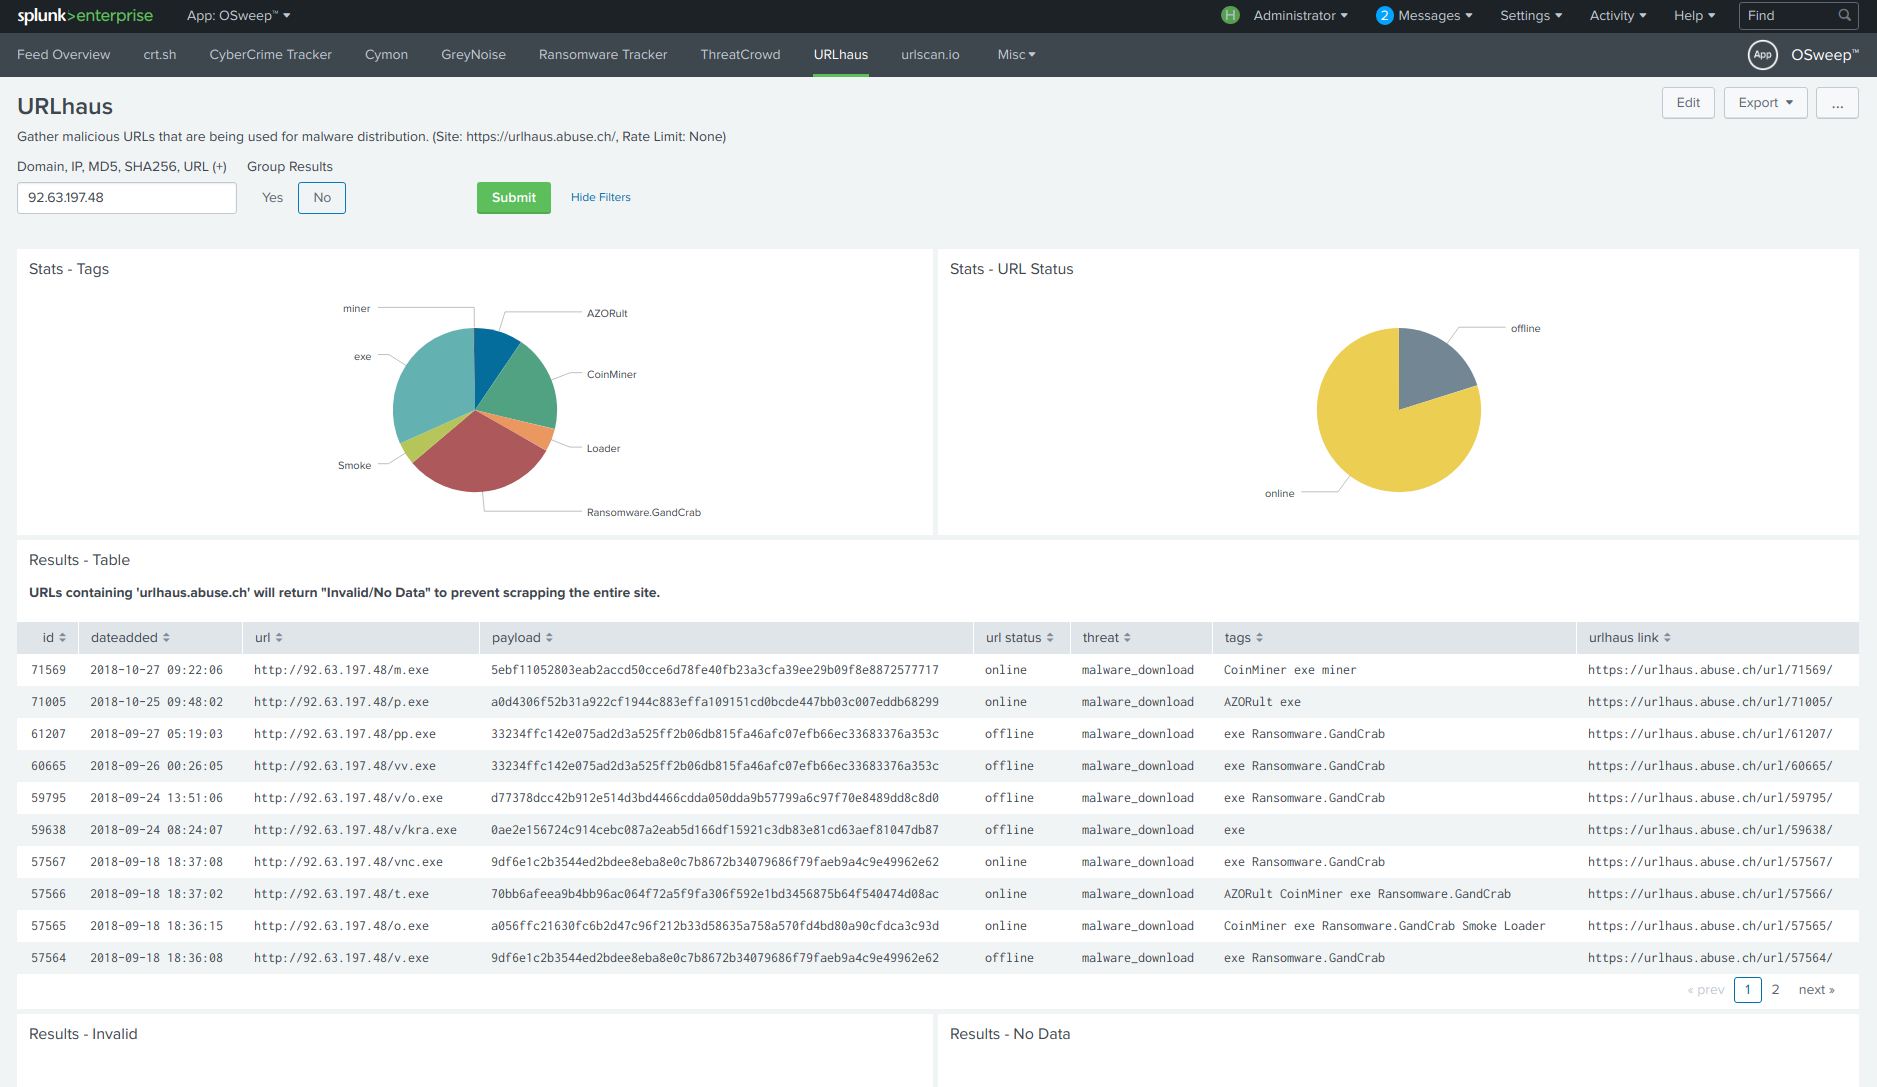 splunk>enterprise App: OSweep™ Administrator 2 Messages Settings Activity Help Find
Feed Overview crt.sh CyberCrime Tracker Cymon GreyNoise Ransomware Tracker ThreatCrowd URLhaus urlscan.io Misc App OSweep™
URLhaus Edit Export ...
Gather malicious URLs that are being used for malware distribution. (Site: https://urlhaus.abuse.ch/, Rate Limit: None)
Domain, IP, MD5, SHA256, URL (+) Group Results
92.63.197.48 Yes No Submit Hide Filters
Stats - Tags
miner
AZORult
exe
CoinMiner
Loader
Smoke
Ransomware.GandCrab
Stats - URL Status
offline
online
Results - Table
URLs containing 'urlhaus.abuse.ch' will return "Invalid/No Data" to prevent scrapping the entire site.
id dateadded url payload url status threat tags urlhaus link
71569 2018-10-27 09:22:06 http://92.63.197.48/m.exe 5ebf11052803eab2accd50cce6d78fe40fb23a3cfa39ee29b09f8e8872577717 online malware_download CoinMiner exe miner https://urlhaus.abuse.ch/url/71569/
71005 2018-10-25 09:48:02 http://92.63.197.48/p.exe a0d4306f52b31a922cf1944c883effa109151cd0bcde447bb03c007eddb68299 online malware_download AZORult exe https://urlhaus.abuse.ch/url/71005/
61207 2018-09-27 05:19:03 http://92.63.197.48/pp.exe 33234ffc142e075ad2d3a525ff2b06db815fa46afc07efb66ec33683376a353c offline malware_download exe Ransomware.GandCrab https://urlhaus.abuse.ch/url/61207/
60665 2018-09-26 00:26:05 http://92.63.197.48/vv.exe 33234ffc142e075ad2d3a525ff2b06db815fa46afc07efb66ec33683376a353c offline malware_download exe Ransomware.GandCrab https://urlhaus.abuse.ch/url/60665/
59795 2018-09-24 13:51:06 http://92.63.197.48/v/o.exe d77378dcc42b912e514d3bd4466cdda050dda9b57799a6c97f70e8489dd8c8d0 offline malware_download exe Ransomware.GandCrab https://urlhaus.abuse.ch/url/59795/
59638 2018-09-24 08:24:07 http://92.63.197.48/v/kra.exe 0ae2e156724c914cebc087a2eab5d166df15921c3db83e81cd63aef81047db87 offline malware_download exe https://urlhaus.abuse.ch/url/59638/
57567 2018-09-18 18:37:08 http://92.63.197.48/vnc.exe 9df6e1c2b3544ed2bdee8eba8e0c7b8672b34079686f79faeb9a4c9e49962e62 online malware_download exe Ransomware.GandCrab https://urlhaus.abuse.ch/url/57567/
57566 2018-09-18 18:37:02 http://92.63.197.48/t.exe 70bb6afeea9b4bb96ac064f72a5f9fa306f592e1bd3456875b64f540474d08ac online malware_download AZORult CoinMiner exe Ransomware.GandCrab https://urlhaus.abuse.ch/url/57566/
57565 2018-09-18 18:36:15 http://92.63.197.48/o.exe a056ffc21630fc6b2d47c96f212b33d58635a758a570fd4bd80a90cfdca3c93d online malware_download CoinMiner exe Ransomware.GandCrab Smoke Loader https://urlhaus.abuse.ch/url/57565/
57564 2018-09-18 18:36:08 http://92.63.197.48/v.exe 9df6e1c2b3544ed2bdee8eba8e0c7b8672b34079686f79faeb9a4c9e49962e62 offline malware_download exe Ransomware.GandCrab https://urlhaus.abuse.ch/url/57564/
« prev 1 2 next »
Results - Invalid Results - No Data